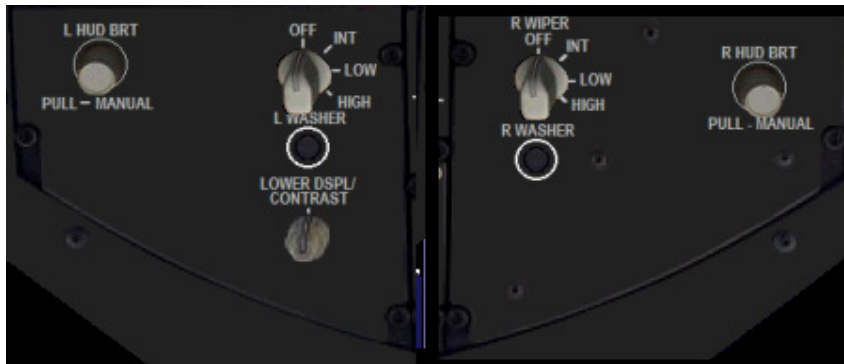 L HUD BRT
PULL – MANUAL
OFF
INT
LOW
HIGH
L WASHER
LOWER DSPL/
CONTRAST
R WIPER
OFF
INT
LOW
HIGH
R WASHER
R HUD BRT
PULL - MANUAL